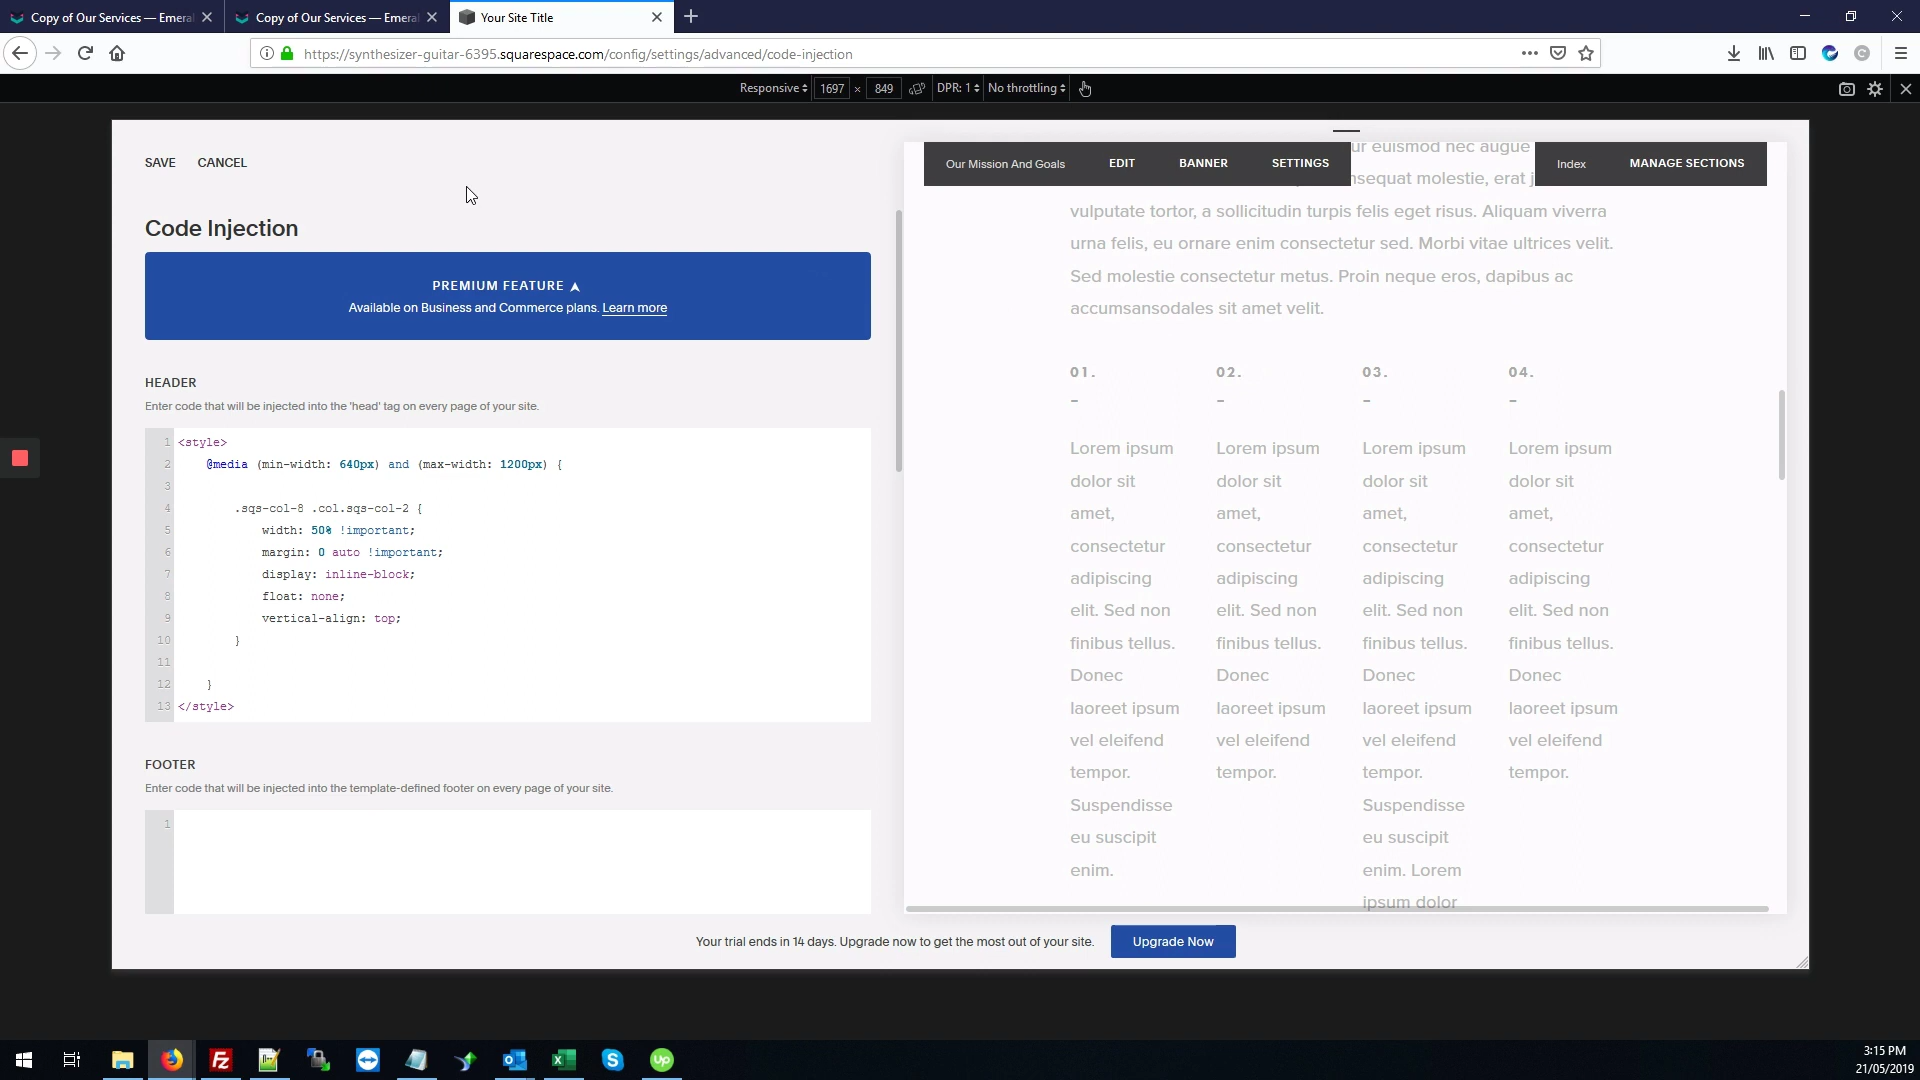 Copy of Our Services — Emeral
Copy of Our Services — Emeral
Your Site Title
https://synthesizer-guitar-6395.squarespace.com/config/settings/advanced/code-injection
Responsive 1697 × 849 DPR: 1 No throttling
SAVE CANCEL
Code Injection
PREMIUM FEATURE
Available on Business and Commerce plans. Learn more
HEADER
Enter code that will be injected into the 'head' tag on every page of your site.
1 <style>
2 @media (min-width: 640px) and (max-width: 1200px) {
3
4 .sqs-col-8 .col.sqs-col-2 {
5 width: 50% !important;
6 margin: 0 auto !important;
7 display: inline-block;
8 float: none;
9 vertical-align: top;
10 }
11
12 }
13 </style>
FOOTER
Enter code that will be injected into the template-defined footer on every page of your site.
1
Our Mission And Goals EDIT BANNER SETTINGS
Index MANAGE SECTIONS
ur euismod nec augue
nsequat molestie, erat j
vulputate tortor, a sollicitudin turpis felis eget risus. Aliquam viverra
urna felis, eu ornare enim consectetur sed. Morbi vitae ultrices velit.
Sed molestie consectetur metus. Proin neque eros, dapibus ac
accumsansodales sit amet velit.
01.
–
Lorem ipsum
dolor sit
amet,
consectetur
adipiscing
elit. Sed non
finibus tellus.
Donec
laoreet ipsum
vel eleifend
tempor.
Suspendisse
eu suscipit
enim.
02.
–
Lorem ipsum
dolor sit
amet,
consectetur
adipiscing
elit. Sed non
finibus tellus.
Donec
laoreet ipsum
vel eleifend
tempor.
03.
–
Lorem ipsum
dolor sit
amet,
consectetur
adipiscing
elit. Sed non
finibus tellus.
Donec
laoreet ipsum
vel eleifend
tempor.
Suspendisse
eu suscipit
enim. Lorem
ipsum dolor
04.
–
Lorem ipsum
dolor sit
amet,
consectetur
adipiscing
elit. Sed non
finibus tellus.
Donec
laoreet ipsum
vel eleifend
tempor.
Your trial ends in 14 days. Upgrade now to get the most out of your site.
Upgrade Now
3:15 PM
21/05/2019